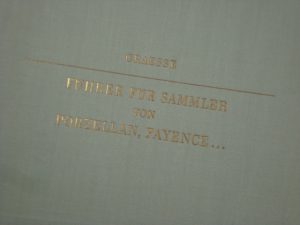 GRAESSE
FÜHRER FÜR SAMMLER
VON
PORZELLAN, FAYENCE...